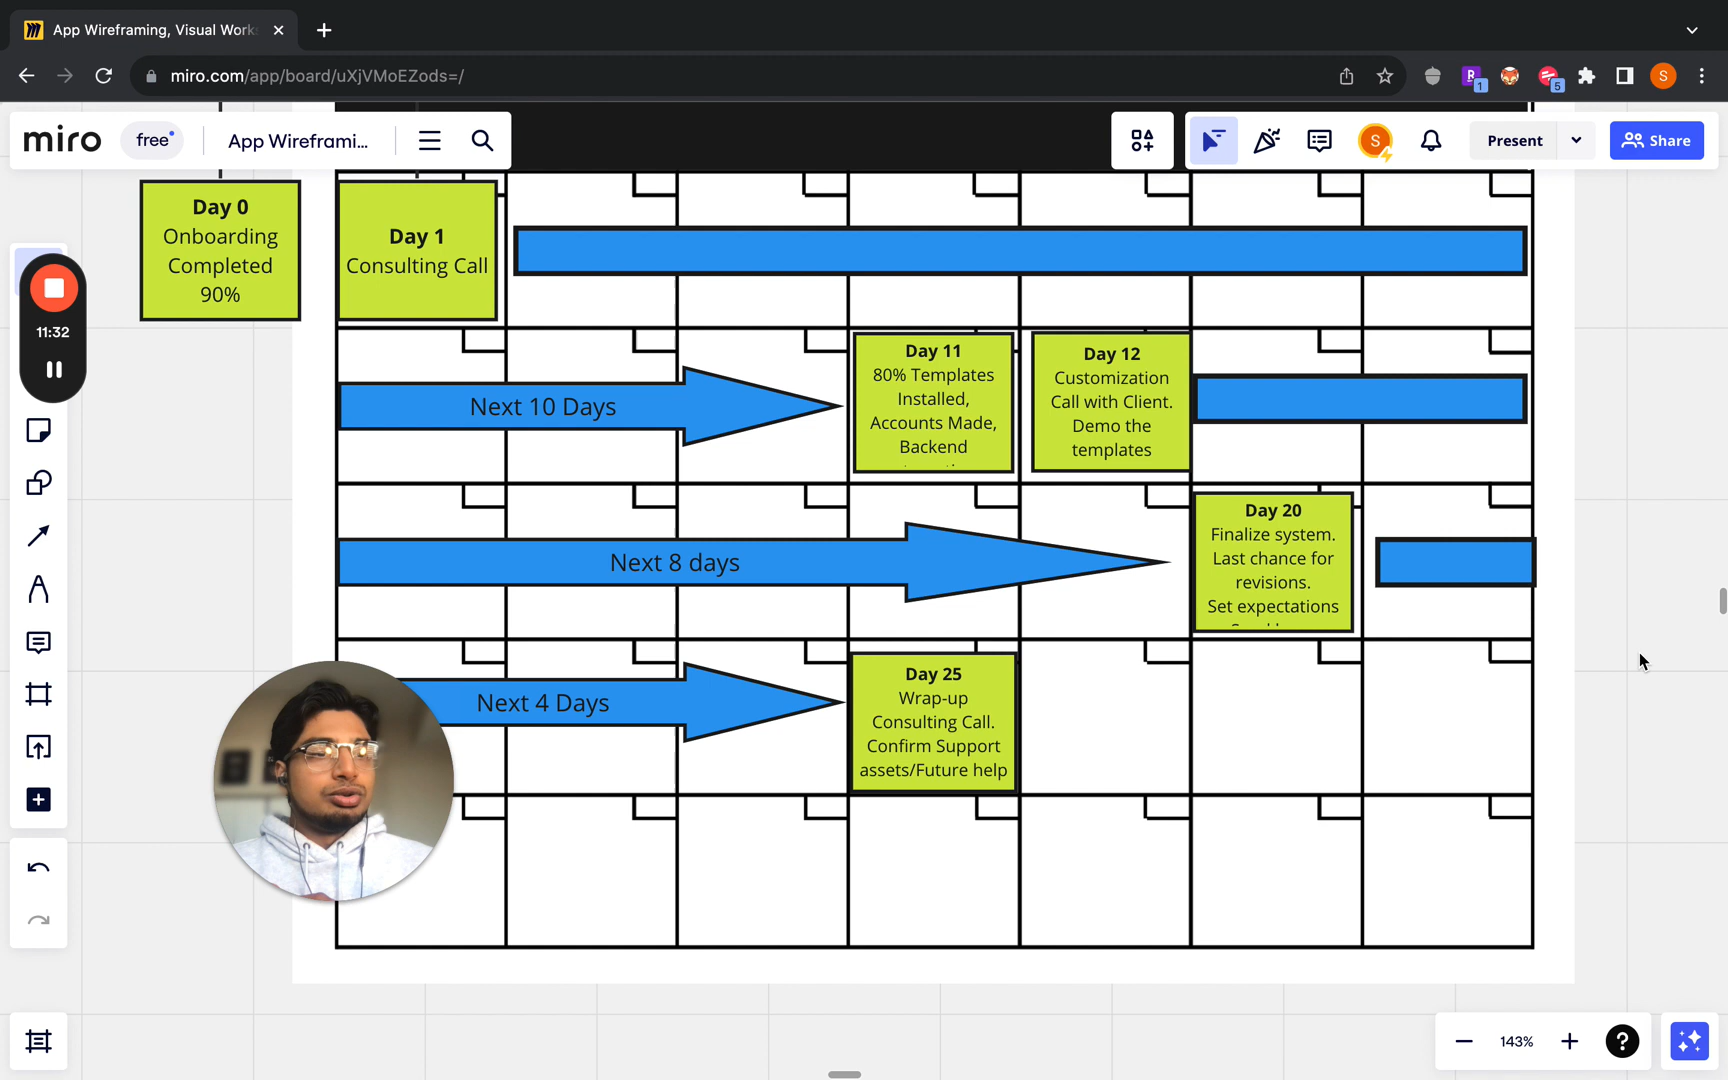 App Wireframing, Visual Work
miro.com/app/board/uXjVMoEZods=/
R
1
5
S
miro
free
App Wireframi...
S
Present
Share
Day 0
Onboarding
Completed
90%
Day 1
Consulting Call
11:32
Next 10 Days
Day 11
80% Templates
Installed,
Accounts Made,
Backend
Day 12
Customization
Call with Client.
Demo the
templates
Next 8 days
Day 20
Finalize system.
Last chance for
revisions.
Set expectations
Next 4 Days
Day 25
Wrap-up
Consulting Call.
Confirm Support
assets/Future help
143%
?